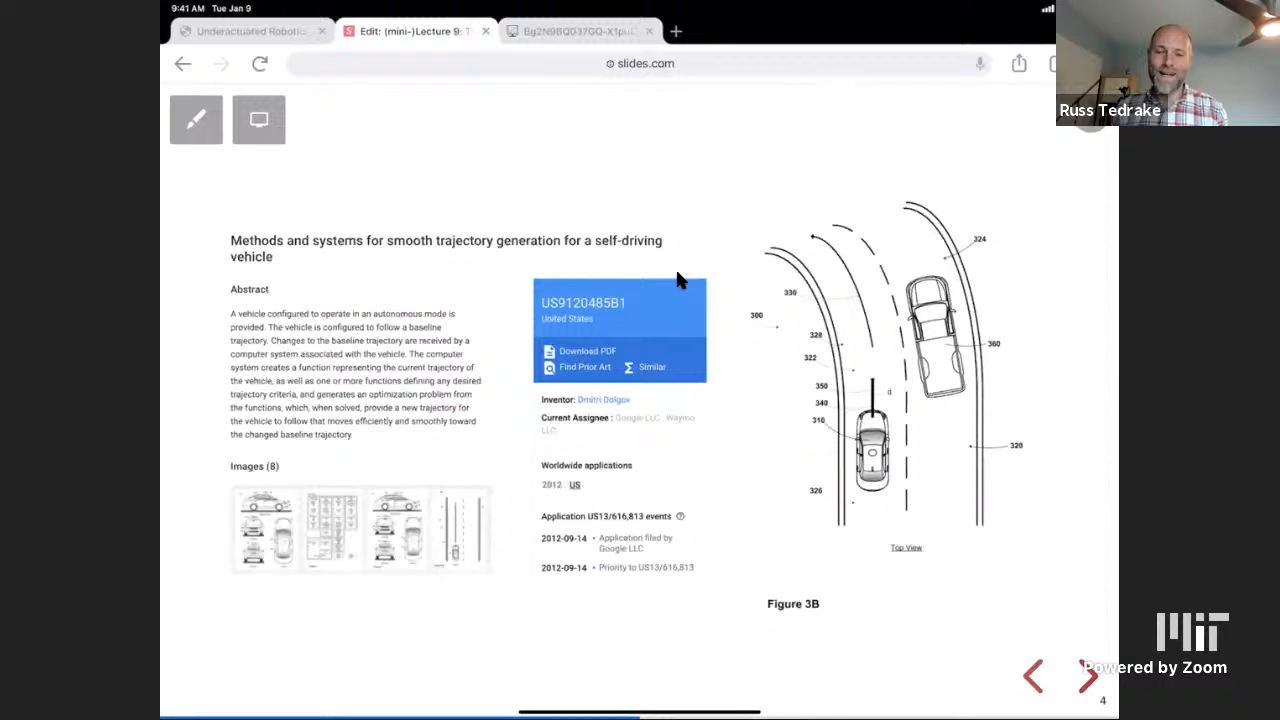 9:41 AM Tue Jan 9
Underactuated Robotic
Edit: (mini-)Lecture 9: T
slides.com
Russ Tedrake
Methods and systems for smooth trajectory generation for a self-driving
vehicle
Abstract
A vehicle configured to operate in an autonomous mode is
provided. The vehicle is configured to follow a baseline
trajectory. Changes to the baseline trajectory are received by a
computer system associated with the vehicle. The computer
system creates a function representing the current trajectory of
the vehicle, as well as one or more functions defining any desired
trajectory criteria, and generates an optimization problem from
the functions, which, when solved, provide a new trajectory for
the vehicle to follow that moves efficiently and smoothly toward
the changed baseline trajectory.
Images (8)
US9120485B1
United States
Download PDF
Find Prior Art Similar
Inventor: Dmitri Dolgov
Current Assignee : Google LLC , Waymo
LLC
Worldwide applications
2012 US
Application US13/616,813 events
2012-09-14 • Application filed by
Google LLC
2012-09-14 • Priority to US13/616,813
324
330
300
328
322
360
350
d
340
310
320
326
Top View
Figure 3B
MIT
Powered by Zoom
4